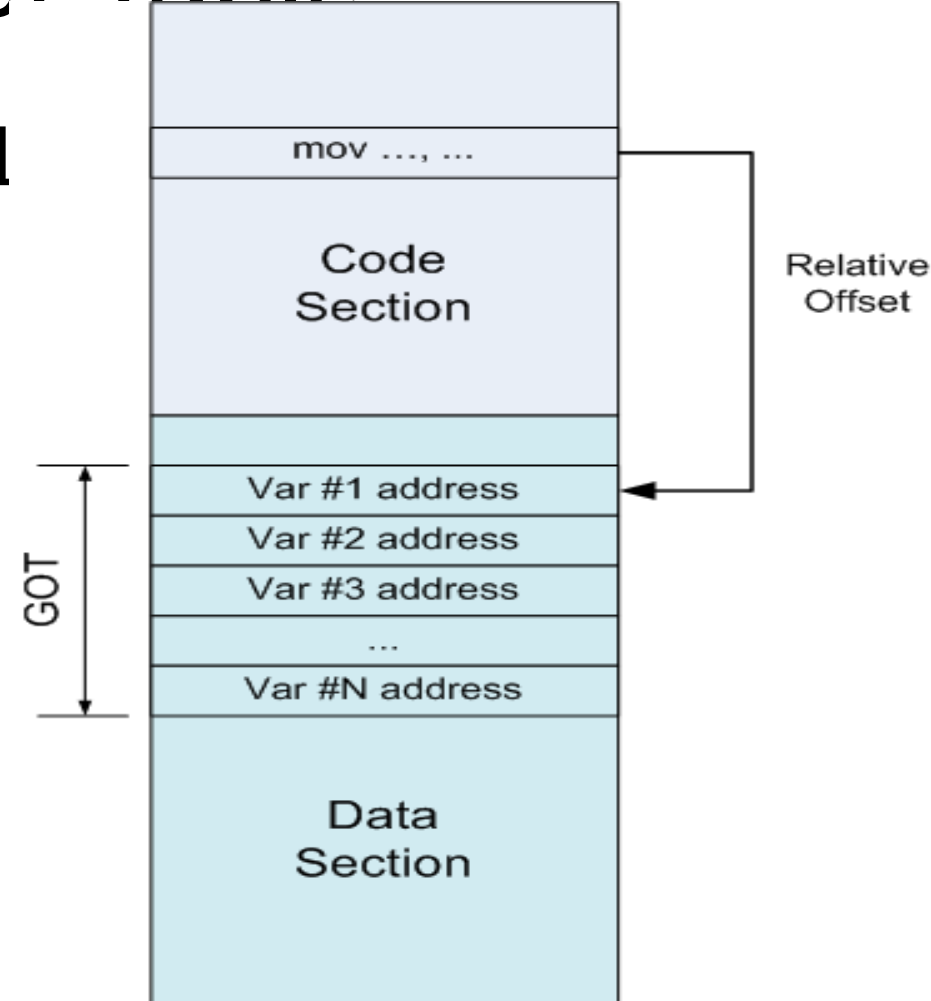 mov ..., ...
Code
Section
Relative
Offset
Var #1 address
Var #2 address
Var #3 address
...
Var #N address
GOT
Data
Section